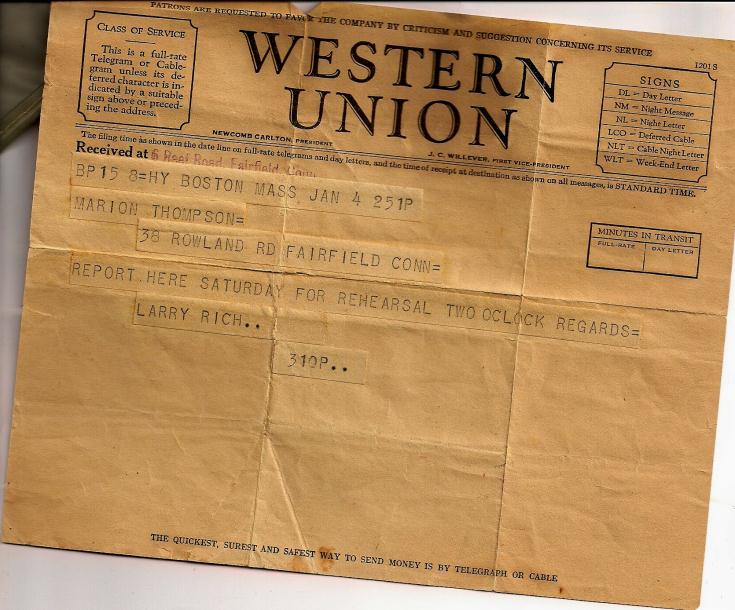 PATRONS ARE REQUESTED TO FAVOR THE COMPANY BY CRITICISM AND SUGGESTION CONCERNING ITS SERVICE
1201S
CLASS OF SERVICE
This is a full-rate
Telegram or Cable-
gram unless its de-
ferred character is in-
dicated by a suitable
sign above or preced-
ing the address.
WESTERN
UNION
NEWCOMB CARLTON, PRESIDENT
J. C. WILLEVER, FIRST VICE-PRESIDENT
SIGNS
DL = Day Letter
NM = Night Message
NL = Night Letter
LCO = Deferred Cable
NLT = Cable Night Letter
WLT = Week-End Letter
The filing time as shown in the date line on full-rate telegrams and day letters, and the time of receipt at destination as shown on all messages, is STANDARD TIME.
Received at 6 Reef Road, Fairfield, Conn.
BP15 8=HY BOSTON MASS JAN 4 251P
MARION THOMPSON=
38 ROWLAND RD FAIRFIELD CONN=
MINUTES IN TRANSIT
FULL-RATE DAY LETTER
REPORT HERE SATURDAY FOR REHEARSAL TWO OCLOCK REGARDS=
LARRY RICH..
310P..
THE QUICKEST, SUREST AND SAFEST WAY TO SEND MONEY IS BY TELEGRAPH OR CABLE